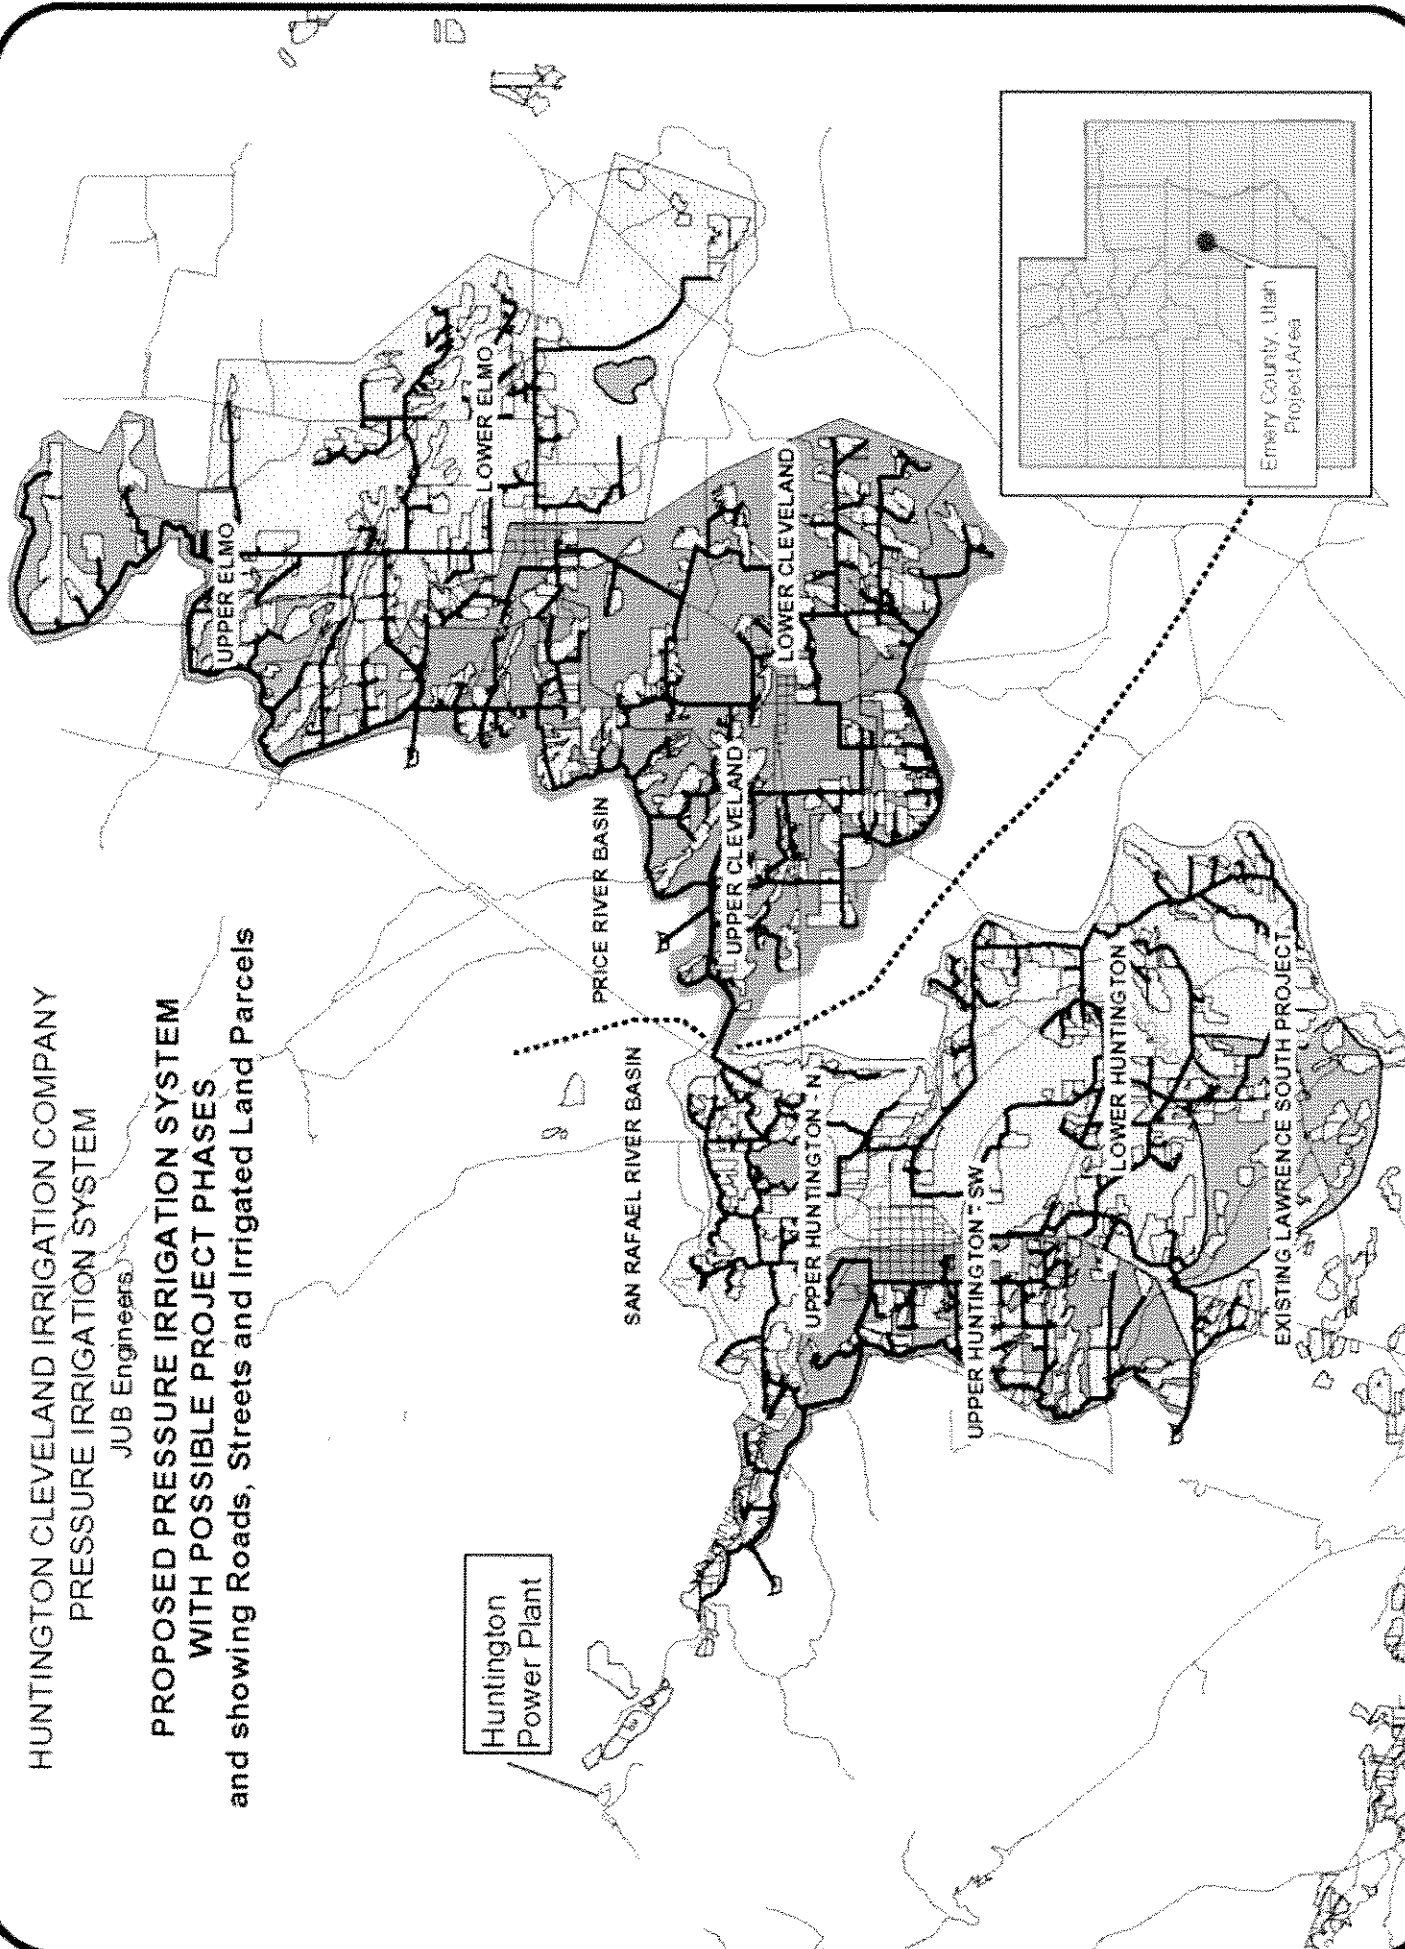 HUNTINGTON CLEVELAND IRRIGATION COMPANY
PRESSURE IRRIGATION SYSTEM
JUB Engineers
PROPOSED PRESSURE IRRIGATION SYSTEM
WITH POSSIBLE PROJECT PHASES
and showing Roads, Streets and Irrigated Land Parcels
UPPER ELMO
LOWER ELMO
PRICE RIVER BASIN
SAN RAFAEL RIVER BASIN
Huntington
Power Plant
UPPER CLEVELAND
LOWER CLEVELAND
UPPER HUNTINGTON - N
UPPER HUNTINGTON - SW
LOWER HUNTINGTON
EXISTING LAWRENCE SOUTH PROJECT
Emery County, Utah
Project Area